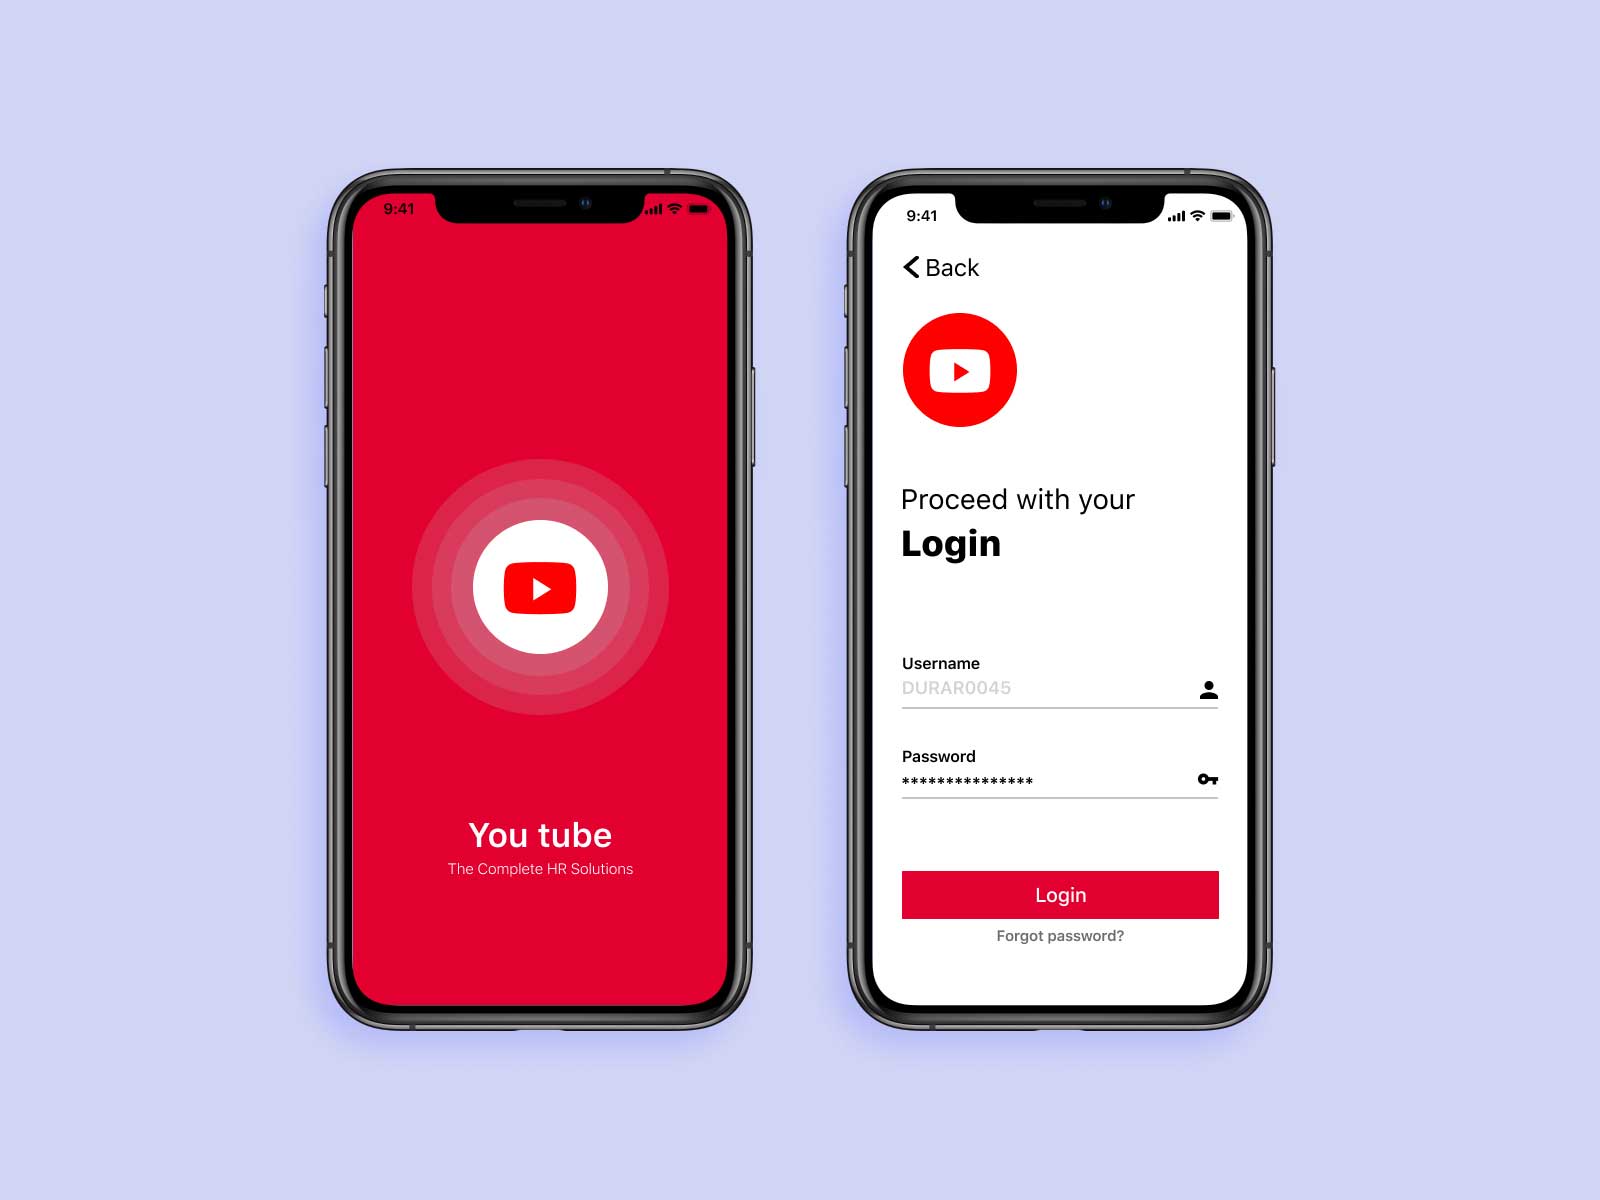 9:41
You tube
The Complete HR Solutions
9:41
Back
Proceed with your
Login
Username
DURAR0045
Password
***************
Login
Forgot password?